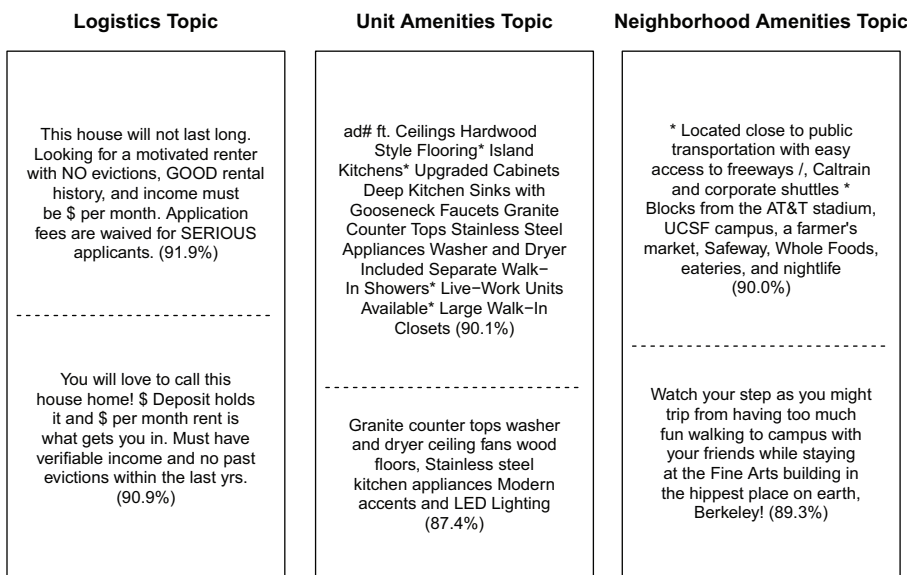 Logistics Topic
Unit Amenities Topic
Neighborhood Amenities Topic
This house will not last long.
Looking for a motivated renter
with NO evictions, GOOD rental
history, and income must
be $ per month. Application
fees are waived for SERIOUS
applicants. (91.9%)
You will love to call this
house home! $ Deposit holds
it and $ per month rent is
what gets you in. Must have
verifiable income and no past
evictions within the last yrs.
(90.9%)
ad# ft. Ceilings Hardwood
Style Flooring* Island
Kitchens* Upgraded Cabinets
Deep Kitchen Sinks with
Gooseneck Faucets Granite
Counter Tops Stainless Steel
Appliances Washer and Dryer
Included Separate Walk−
In Showers* Live−Work Units
Available* Large Walk−In
Closets (90.1%)
Granite counter tops washer
and dryer ceiling fans wood
floors, Stainless steel
kitchen appliances Modern
accents and LED Lighting
(87.4%)
* Located close to public
transportation with easy
access to freeways /, Caltrain
and corporate shuttles *
Blocks from the AT&T stadium,
UCSF campus, a farmer's
market, Safeway, Whole Foods,
eateries, and nightlife
(90.0%)
Watch your step as you might
trip from having too much
fun walking to campus with
your friends while staying
at the Fine Arts building in
the hippest place on earth,
Berkeley! (89.3%)